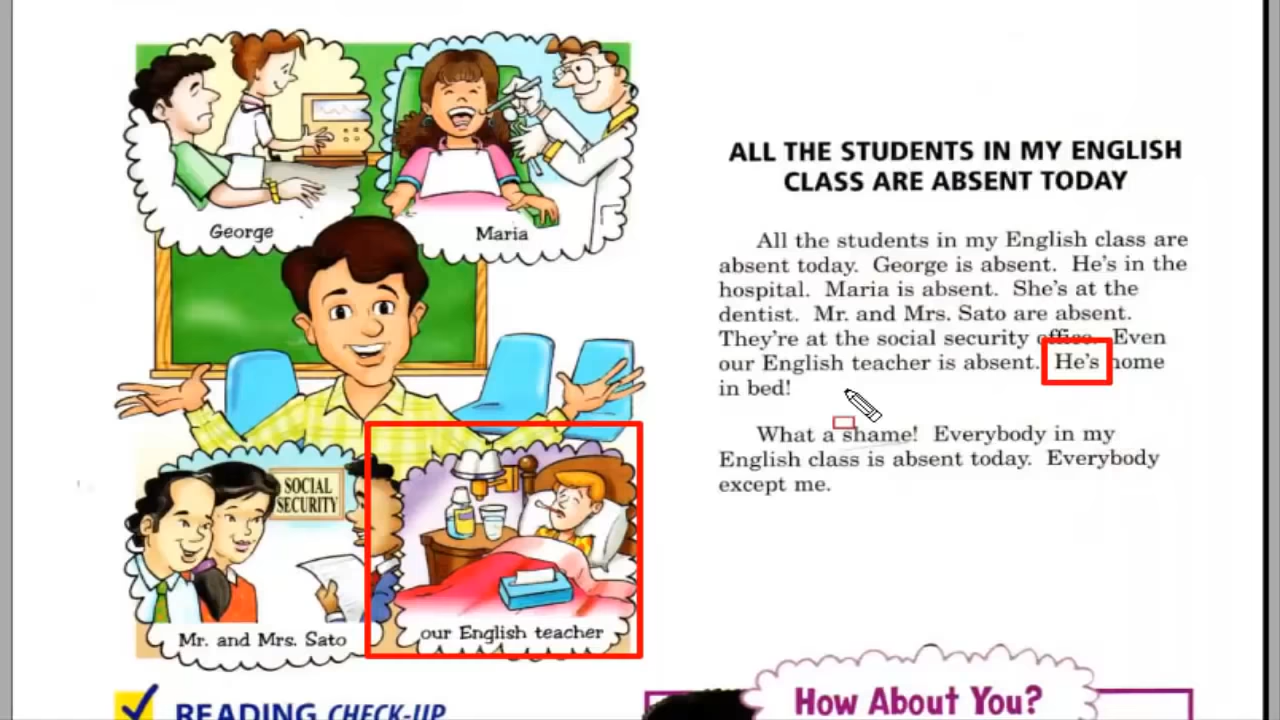 George
Maria
SOCIAL
SECURITY
Mr. and Mrs. Sato
our English teacher
ALL THE STUDENTS IN MY ENGLISH
CLASS ARE ABSENT TODAY
All the students in my English class are
absent today. George is absent. He's in the
hospital. Maria is absent. She's at the
dentist. Mr. and Mrs. Sato are absent.
They're at the social security office. Even
our English teacher is absent. He's home
in bed!
What a shame! Everybody in my
English class is absent today. Everybody
except me.
READING CHECK-UP
How About You?